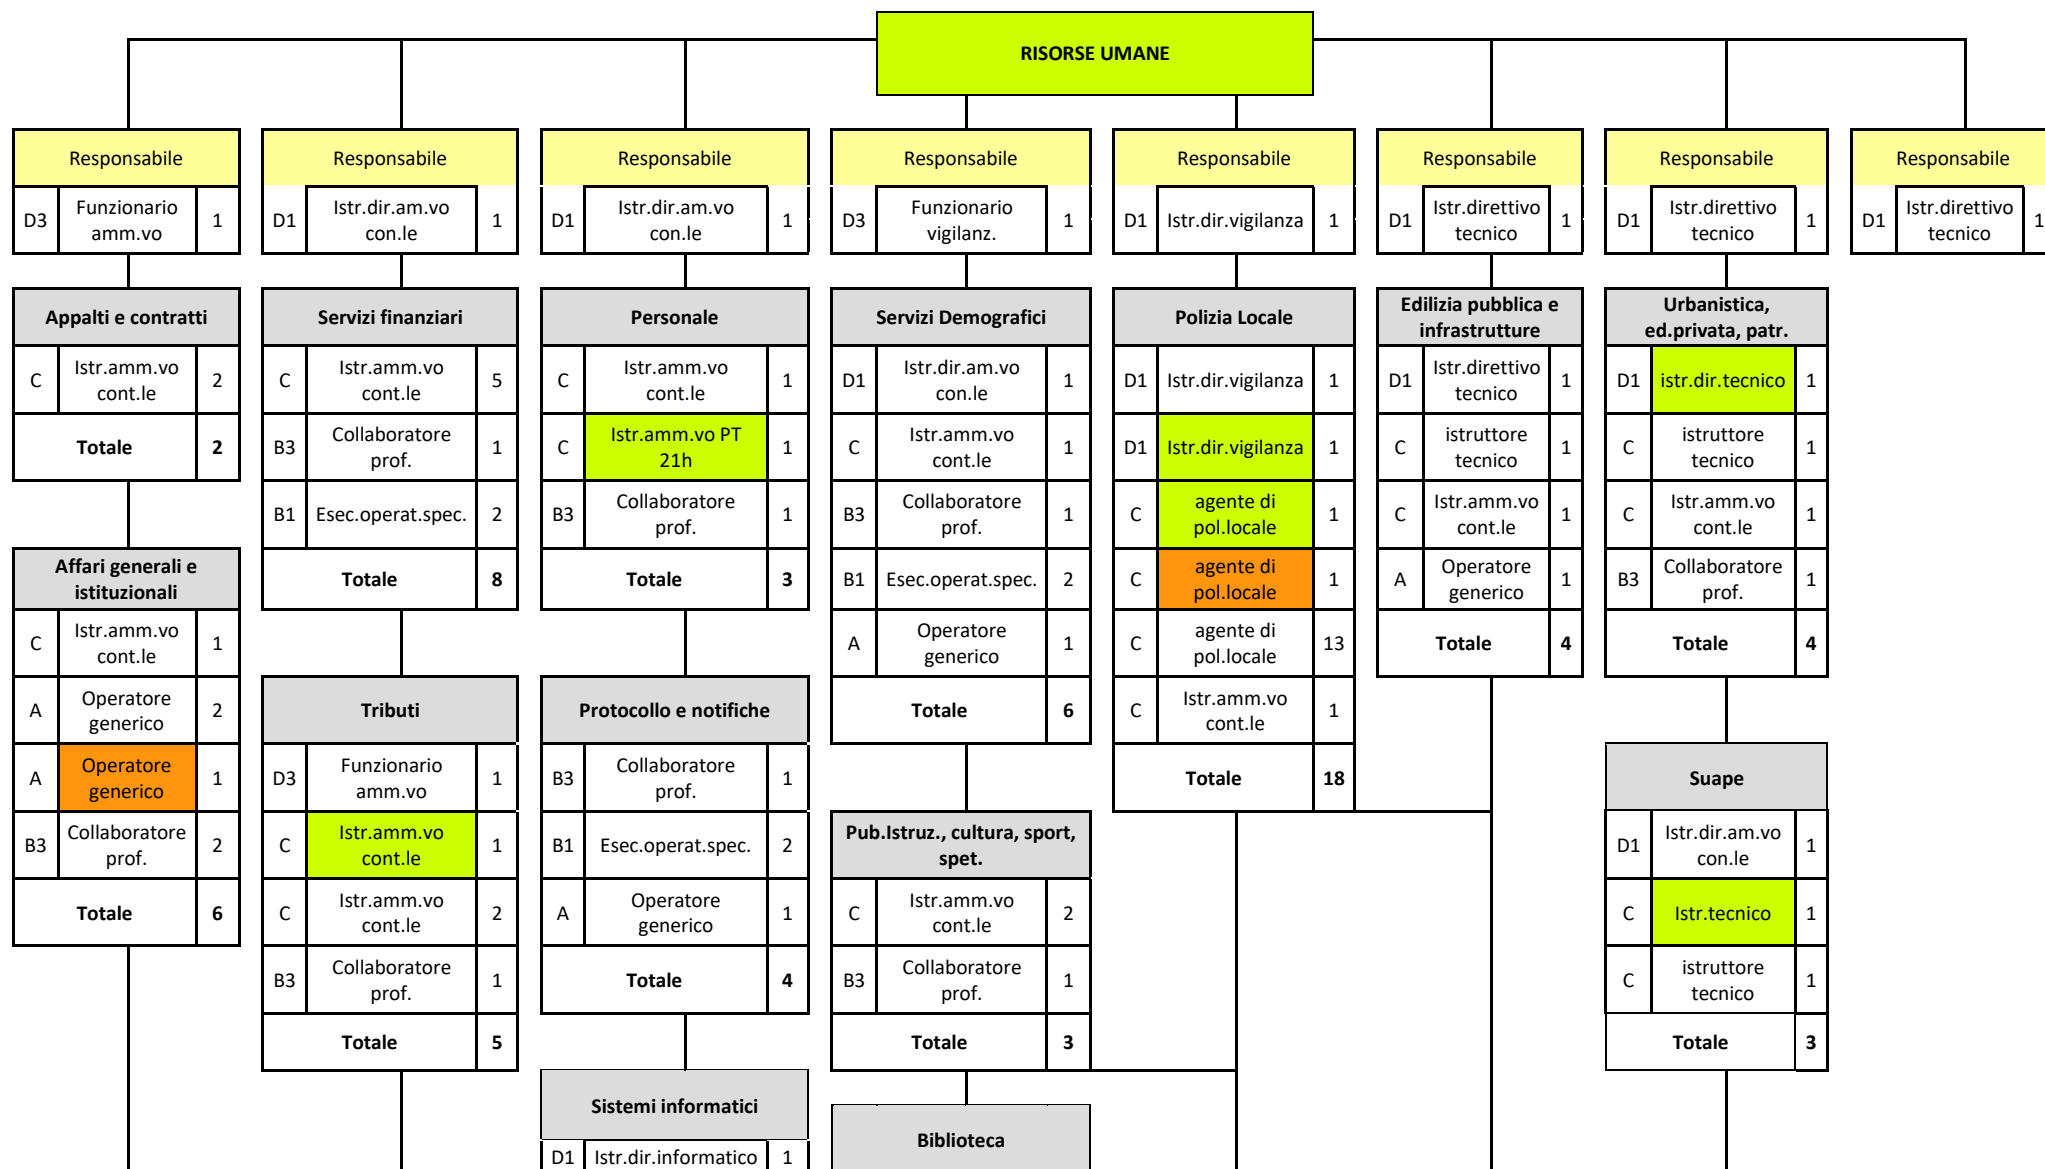 RISORSE UMANE
Responsabile
D3 Funzionario amm.vo 1
Appalti e contratti
C Istr.amm.vo cont.le 2
Totale 2
Affari generali e
istituzionali
C Istr.amm.vo cont.le 1
A Operatore generico 2
A Operatore generico 1
B3 Collaboratore prof. 2
Totale 6
Responsabile
D1 Istr.dir.am.vo con.le 1
Servizi finanziari
C Istr.amm.vo cont.le 5
B3 Collaboratore prof. 1
B1 Esec.operat.spec. 2
Totale 8
Tributi
D3 Funzionario amm.vo 1
C Istr.amm.vo cont.le 1
C Istr.amm.vo cont.le 2
B3 Collaboratore prof. 1
Totale 5
Responsabile
D1 Istr.dir.am.vo con.le 1
Personale
C Istr.amm.vo cont.le 1
C Istr.amm.vo PT 21h 1
B3 Collaboratore prof. 1
Totale 3
Protocollo e notifiche
B3 Collaboratore prof. 1
B1 Esec.operat.spec. 2
A Operatore generico 1
Totale 4
Sistemi informatici
D1 Istr.dir.informatico 1
Responsabile
D3 Funzionario vigilanz. 1
Servizi Demografici
D1 Istr.dir.am.vo con.le 1
C Istr.amm.vo cont.le 1
B3 Collaboratore prof. 1
B1 Esec.operat.spec. 2
A Operatore generico 1
Totale 6
Pub.Istruz., cultura, sport,
spet.
C Istr.amm.vo cont.le 2
B3 Collaboratore prof. 1
Totale 3
Biblioteca
Responsabile
D1 Istr.dir.vigilanza 1
Polizia Locale
D1 Istr.dir.vigilanza 1
D1 Istr.dir.vigilanza 1
C agente di pol.locale 1
C agente di pol.locale 1
C agente di pol.locale 13
C Istr.amm.vo cont.le 1
Totale 18
Responsabile
D1 Istr.direttivo tecnico 1
Edilizia pubblica e
infrastrutture
D1 Istr.direttivo tecnico 1
C istruttore tecnico 1
C Istr.amm.vo cont.le 1
A Operatore generico 1
Totale 4
Responsabile
D1 Istr.direttivo tecnico 1
Urbanistica,
ed.privata, patr.
D1 istr.dir.tecnico 1
C istruttore tecnico 1
C Istr.amm.vo cont.le 1
B3 Collaboratore prof. 1
Totale 4
Suape
D1 Istr.dir.am.vo con.le 1
C Istr.tecnico 1
C istruttore tecnico 1
Totale 3
Responsabile
D1 Istr.direttivo tecnico 1